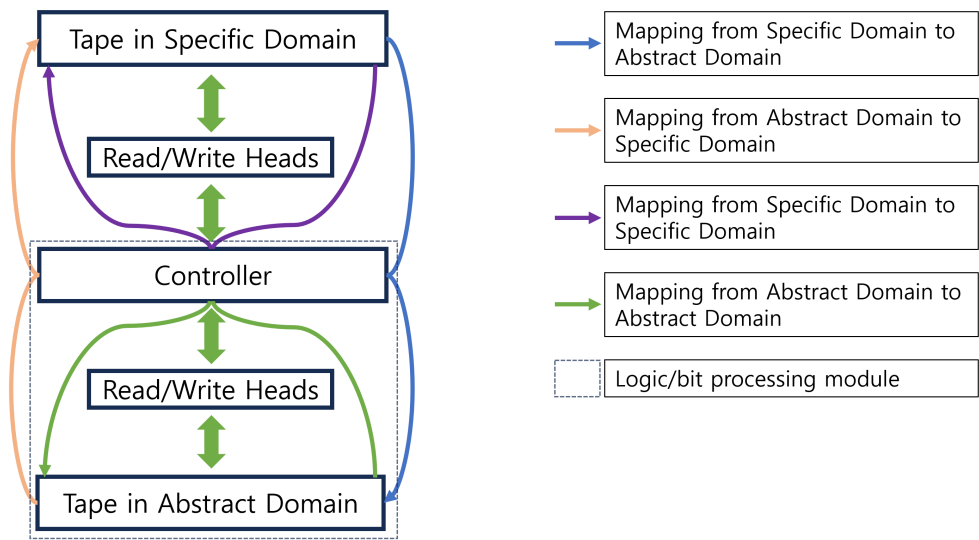 Tape in Specific Domain
Read/Write Heads
Controller
Read/Write Heads
Tape in Abstract Domain
Mapping from Specific Domain to
Abstract Domain
Mapping from Abstract Domain to
Specific Domain
Mapping from Specific Domain to
Specific Domain
Mapping from Abstract Domain to
Abstract Domain
Logic/bit processing module